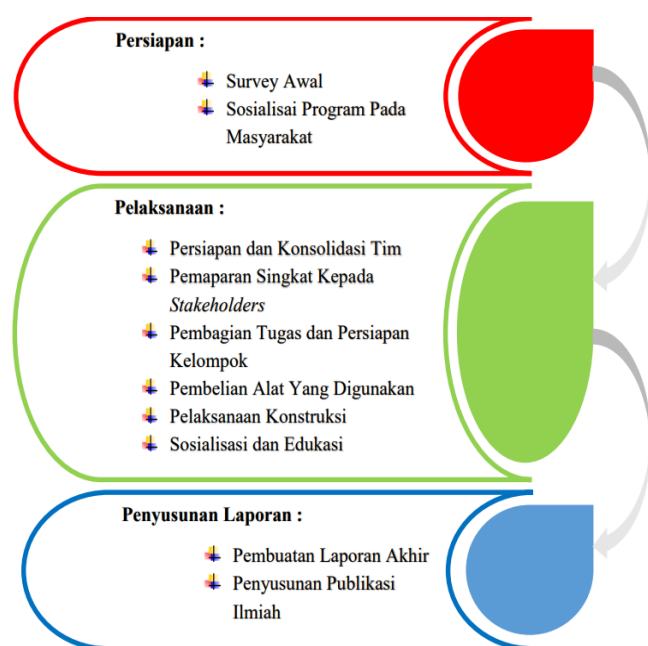 Persiapan :
Survey Awal
Sosialisai Program Pada
Masyarakat
Pelaksanaan :
Persiapan dan Konsolidasi Tim
Pemaparan Singkat Kepada
Stakeholders
Pembagian Tugas dan Persiapan
Kelompok
Pembelian Alat Yang Digunakan
Pelaksanaan Konstruksi
Sosialisasi dan Edukasi
Penyusunan Laporan :
Pembuatan Laporan Akhir
Penyusunan Publikasi
Ilmiah